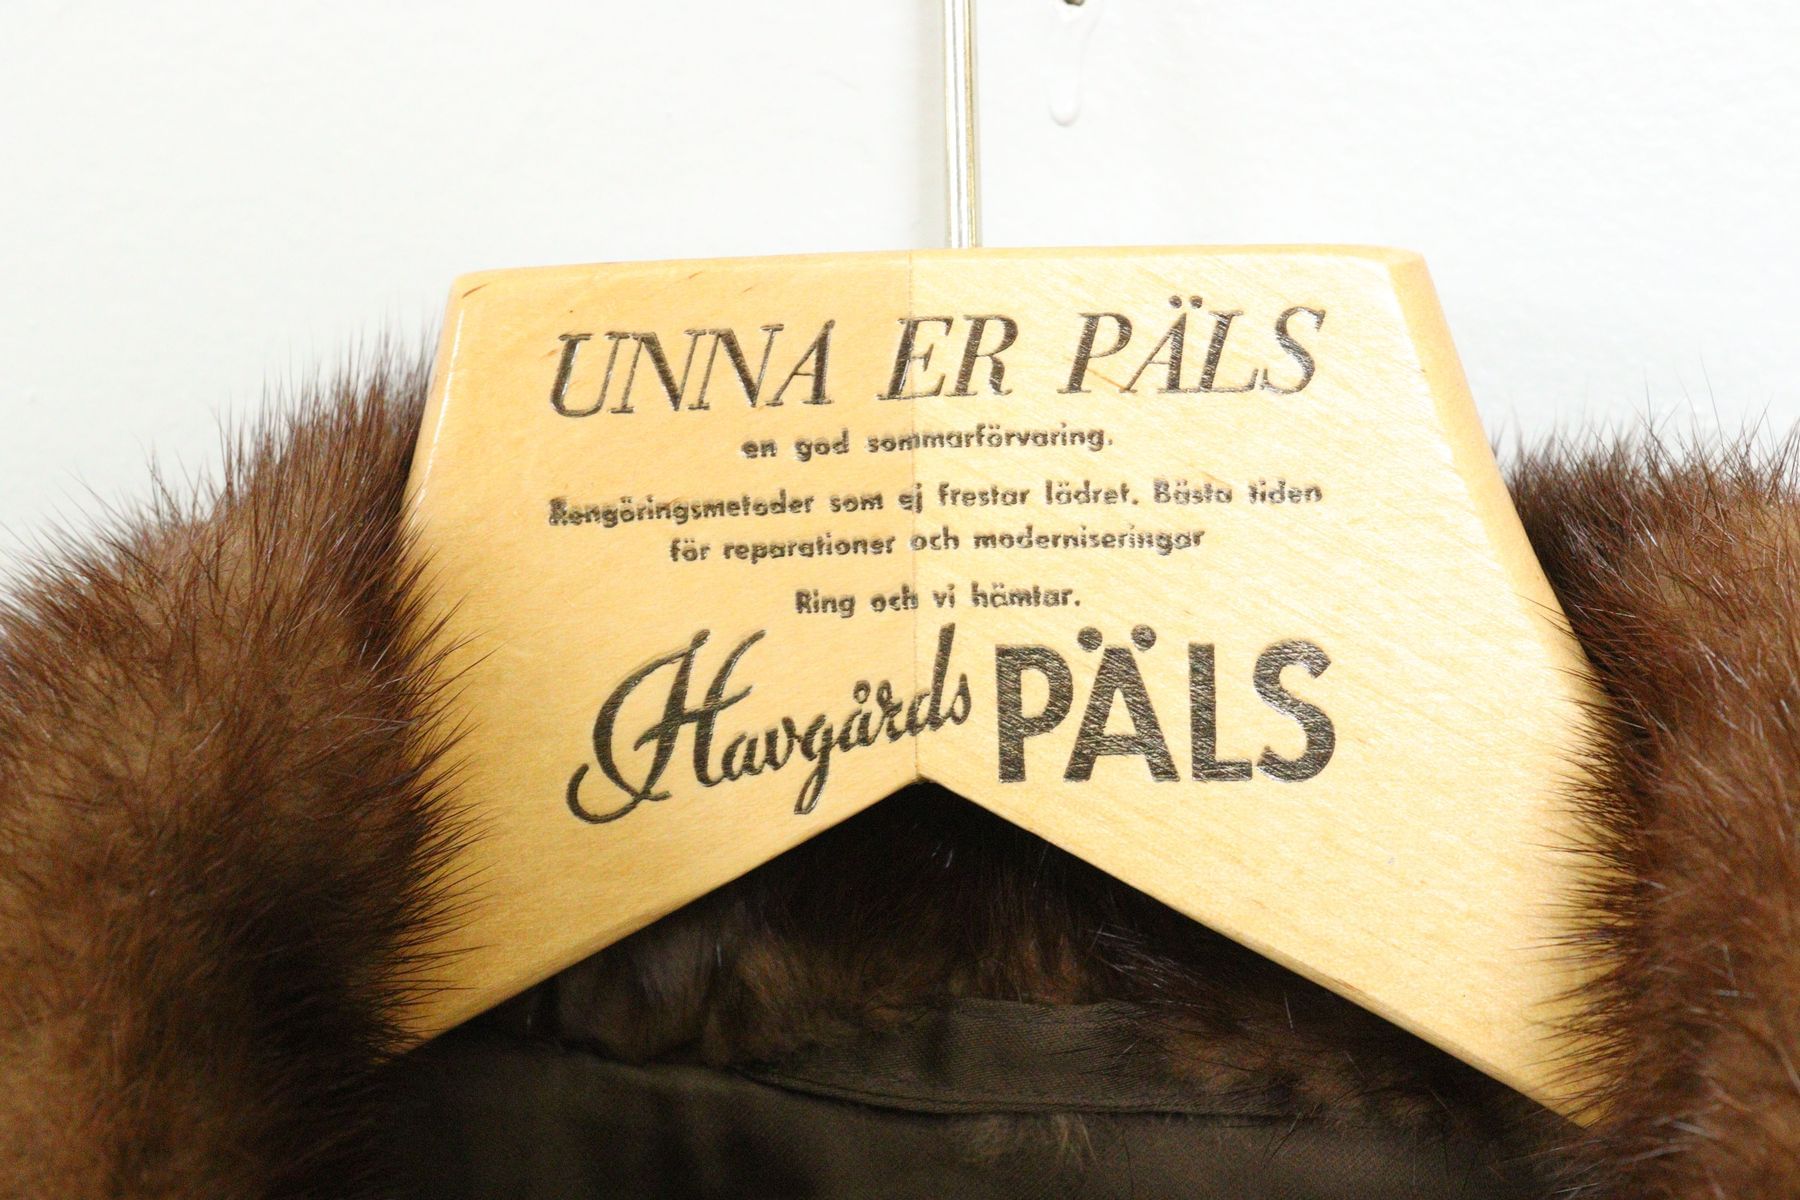 UNNA ER PÄLS
en god sommarförvaring.
Rengöringsmetoder som ej frestar lädret. Bästa tiden
för reparationer och moderniseringar
Ring och vi hämtar.
Havgårds PÄLS